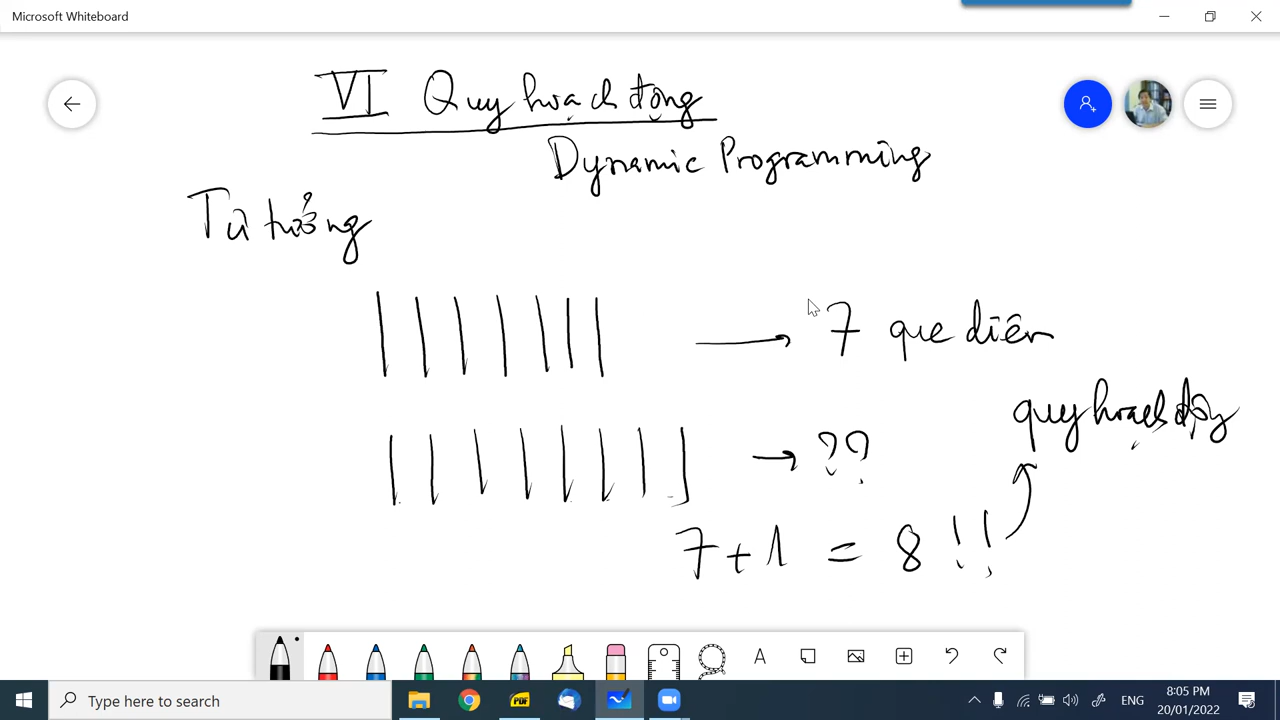 Microsoft Whiteboard
VI Quy hoạch động
Dynamic Programming
Tư tưởng
7 que diêm
quy hoạch động
??
7 + 1 = 8 !!
Type here to search
PDF
ENG
8:05 PM
20/01/2022